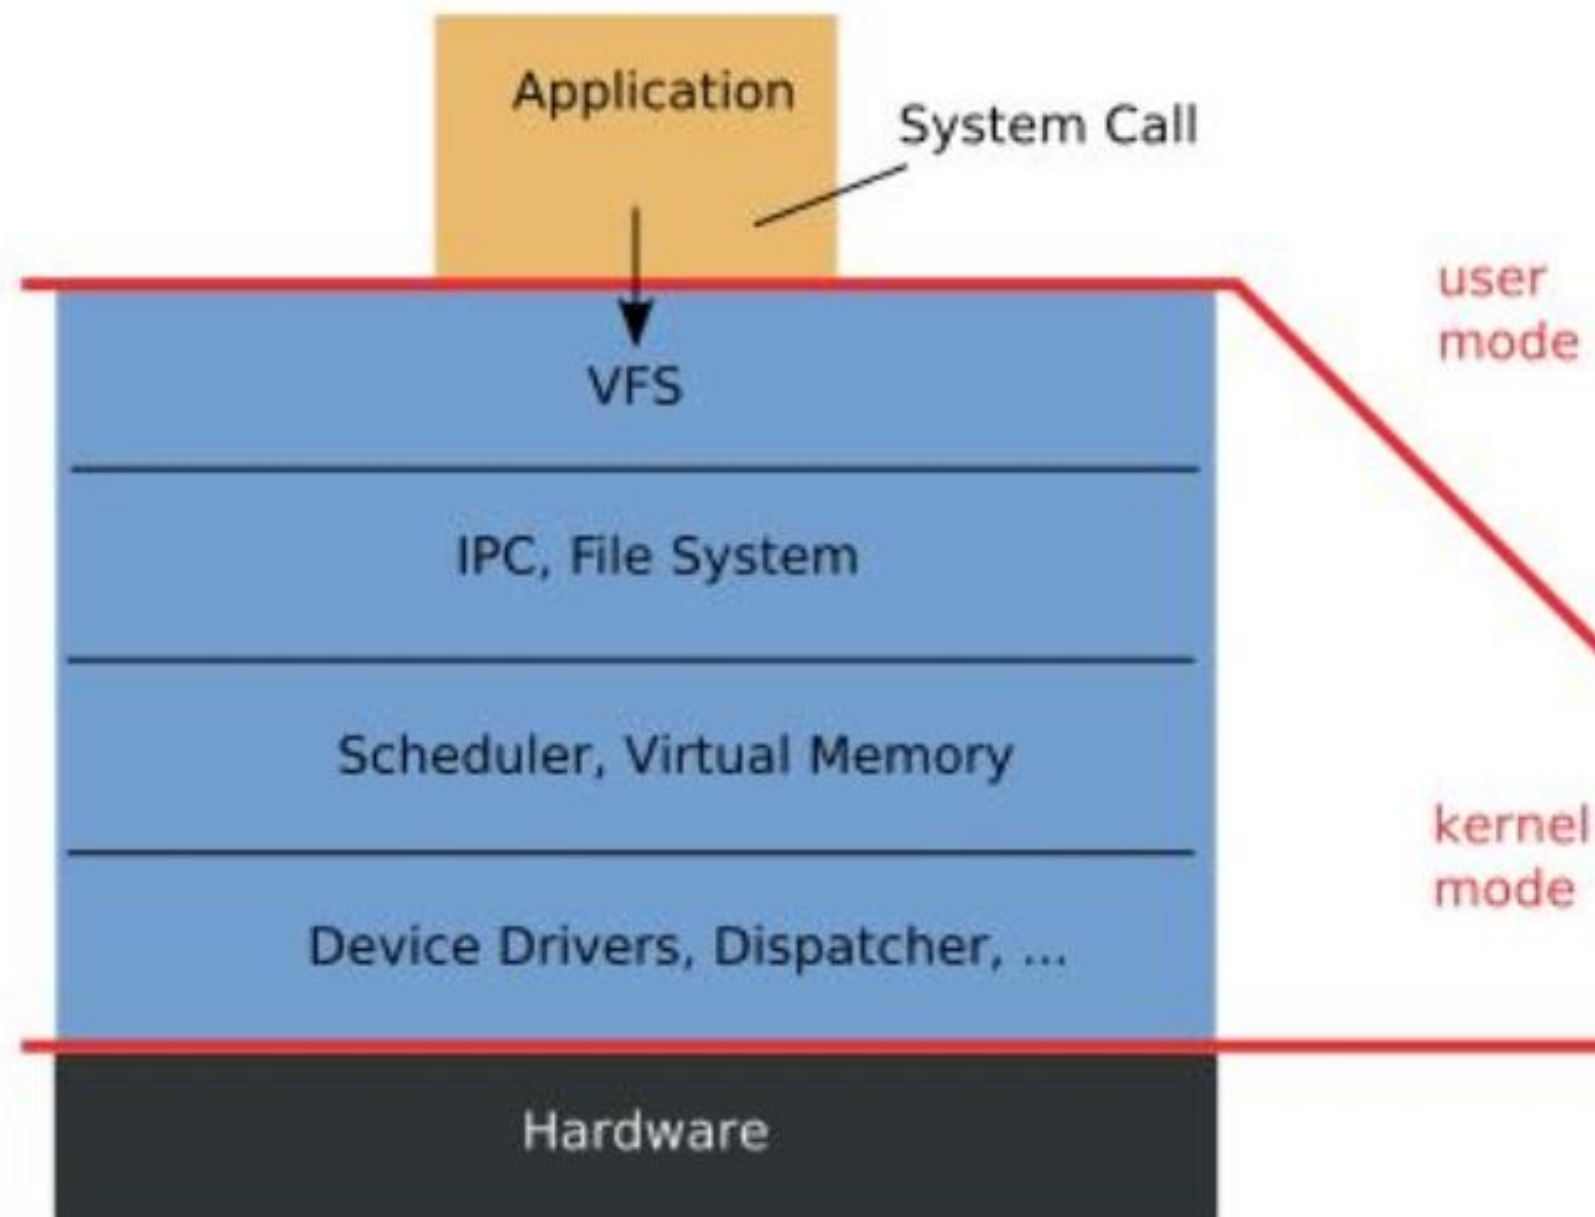 Application
System Call
user
mode
VFS
IPC, File System
Scheduler, Virtual Memory
kernel
mode
Device Drivers, Dispatcher, ...
Hardware